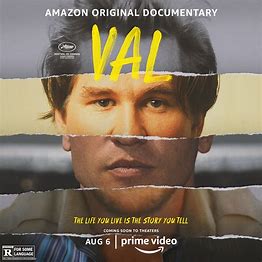 AMAZON ORIGINAL DOCUMENTARY
VAL
THE LIFE YOU LIVE IS THE STORY YOU TELL
COMING SOON TO THEATERS
AUG 6 | prime video
R FOR SOME LANGUAGE